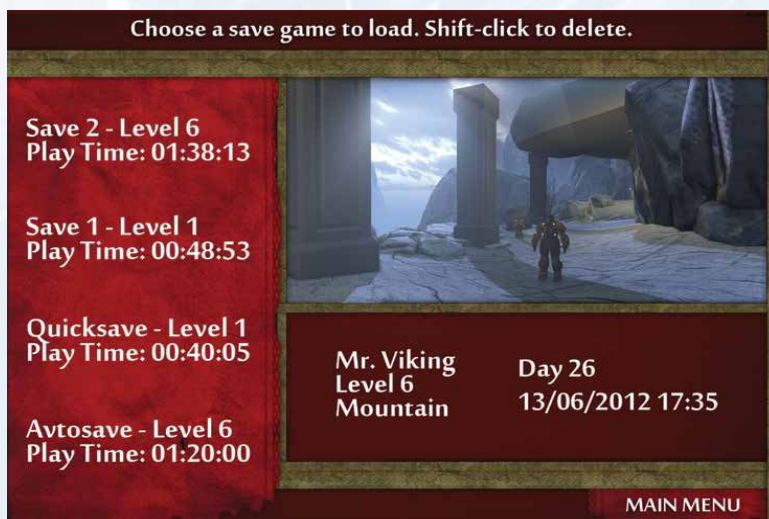 Choose a save game to load. Shift-click to delete.
Save 2 - Level 6
Play Time: 01:38:13
Save 1 - Level 1
Play Time: 00:48:53
Quicksave - Level 1
Play Time: 00:40:05
Avtosave - Level 6
Play Time: 01:20:00
Mr. Viking
Level 6
Mountain
Day 26
13/06/2012 17:35
MAIN MENU